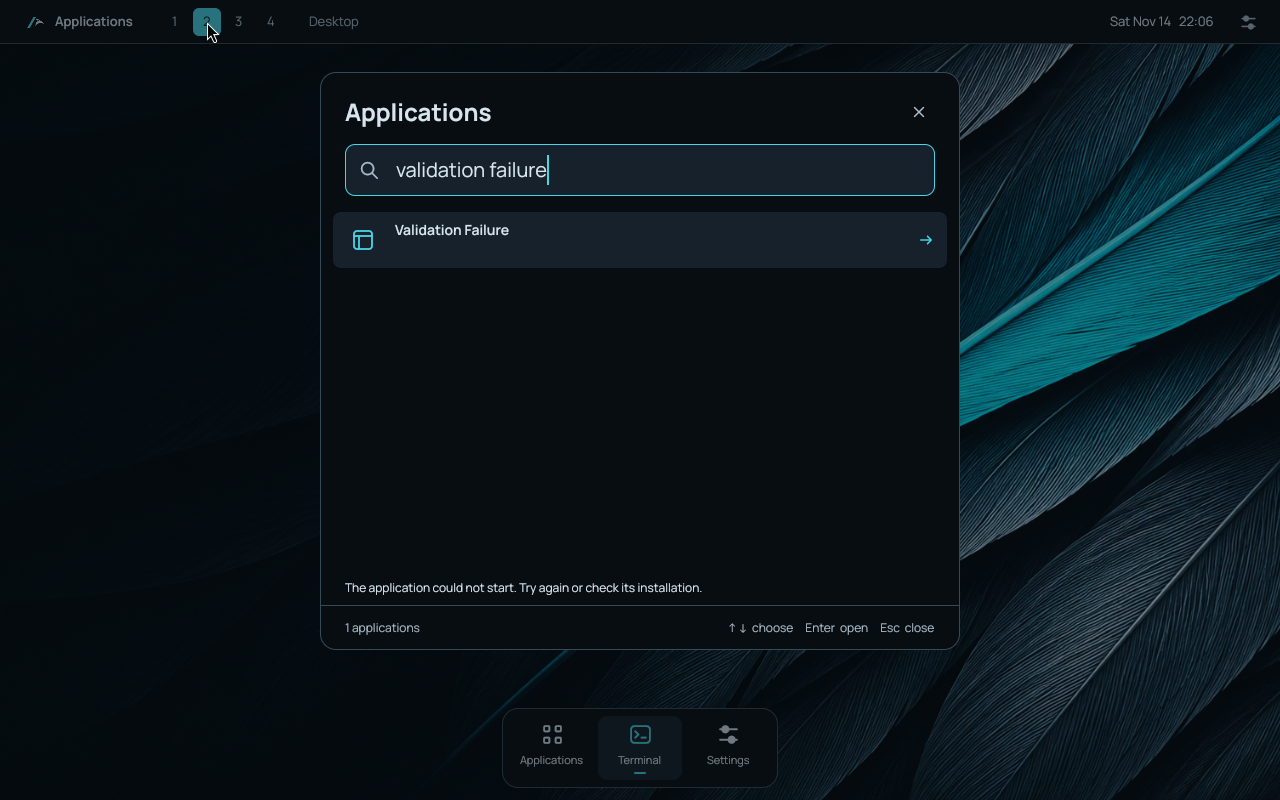 Applications 1 2 3 4 Desktop Sat Nov 14 22:06
Applications
validation failure
Validation Failure
The application could not start. Try again or check its installation.
1 applications ↑↓ choose Enter open Esc close
Applications Terminal Settings